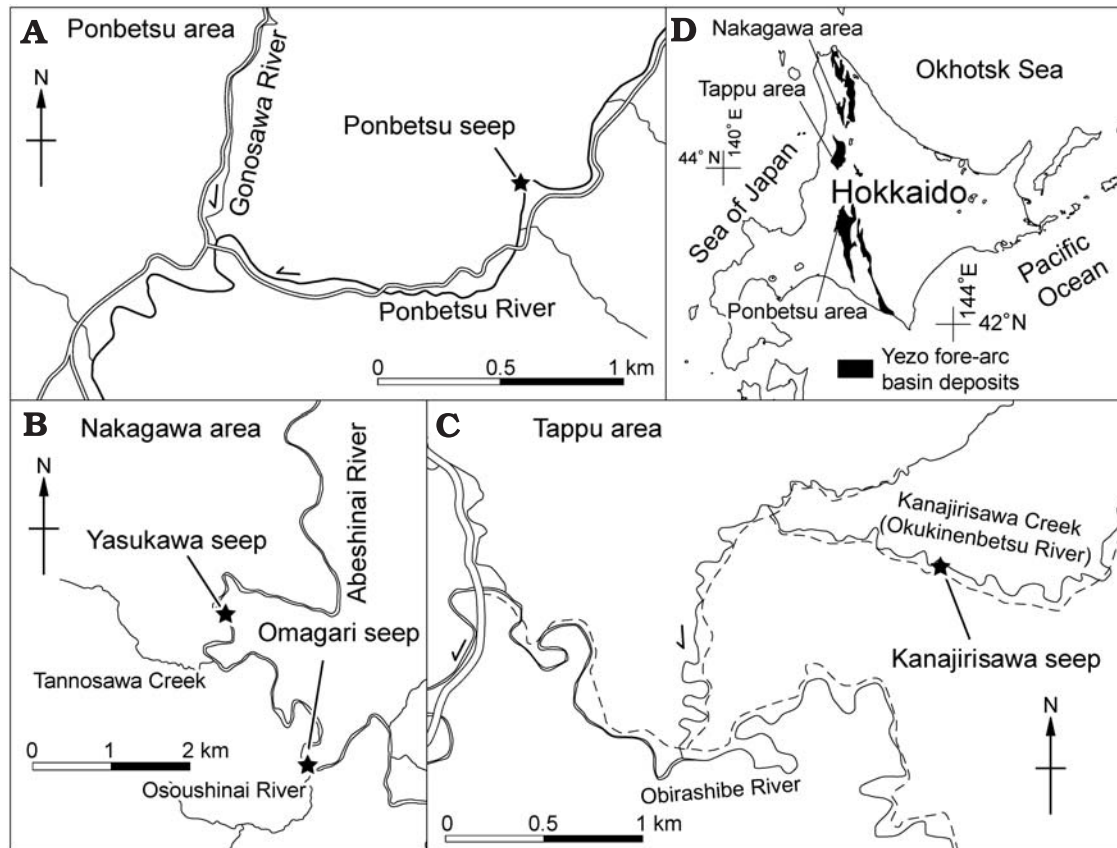 A
Ponbetsu area
N
Gonosawa River
Ponbetsu seep
Ponbetsu River
0 0.5 1 km
D
Nakagawa area
Okhotsk Sea
Tappu area
140° E
44° N
Sea of Japan
Hokkaido
Pacific
Ocean
144°E
Ponbetsu area
42°N
Yezo fore-arc
basin deposits
B
Nakagawa area
N
Abeshinai River
Yasukawa seep
Omagari seep
Tannosawa Creek
0 1 2 km
Osoushinai River
C
Tappu area
Kanajirisawa Creek
(Okukinenbetsu River)
Kanajirisawa seep
N
Obirashibe River
0 0.5 1 km